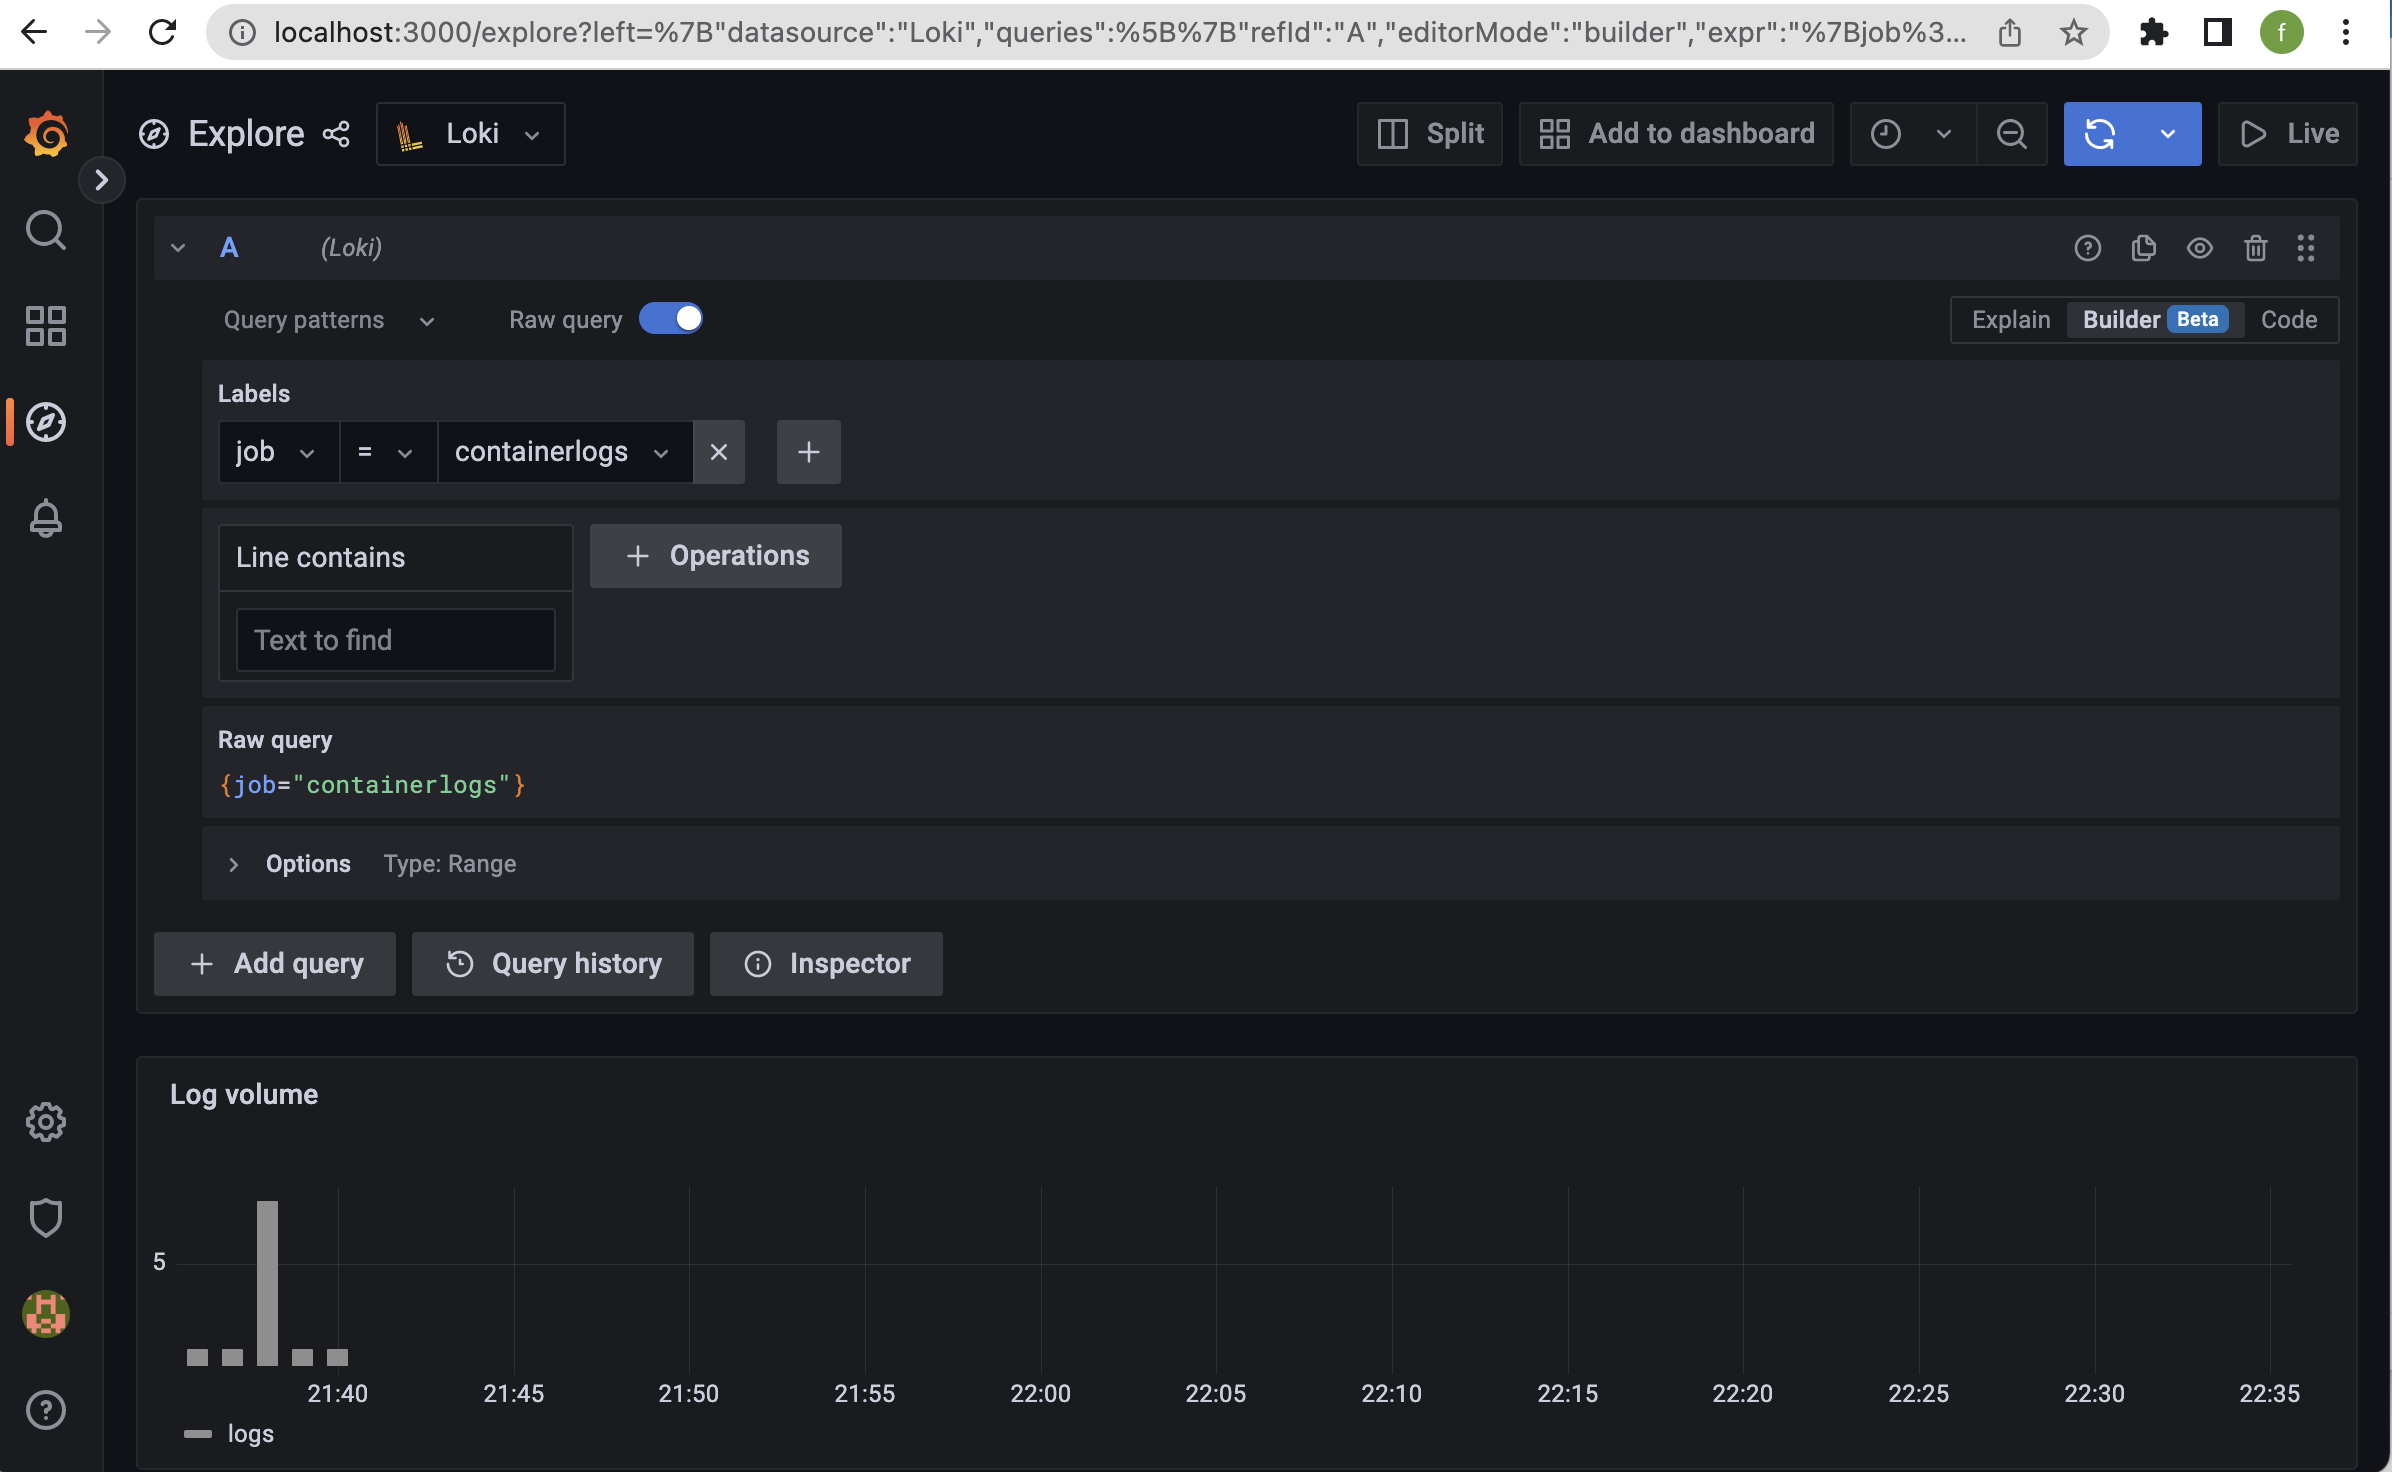 localhost:3000/explore?left=%7B"datasource":"Loki","queries":%5B%7B"refId":"A","editorMode":"builder","expr":"%7Bjob%3...
f
Explore Loki Split Add to dashboard Live
A (Loki)
Query patterns Raw query Explain Builder Beta Code
Labels
job = containerlogs
Line contains + Operations
Text to find
Raw query
{job="containerlogs"}
Options Type: Range
+ Add query Query history Inspector
Log volume
5
21:40 21:45 21:50 21:55 22:00 22:05 22:10 22:15 22:20 22:25 22:30 22:35
logs